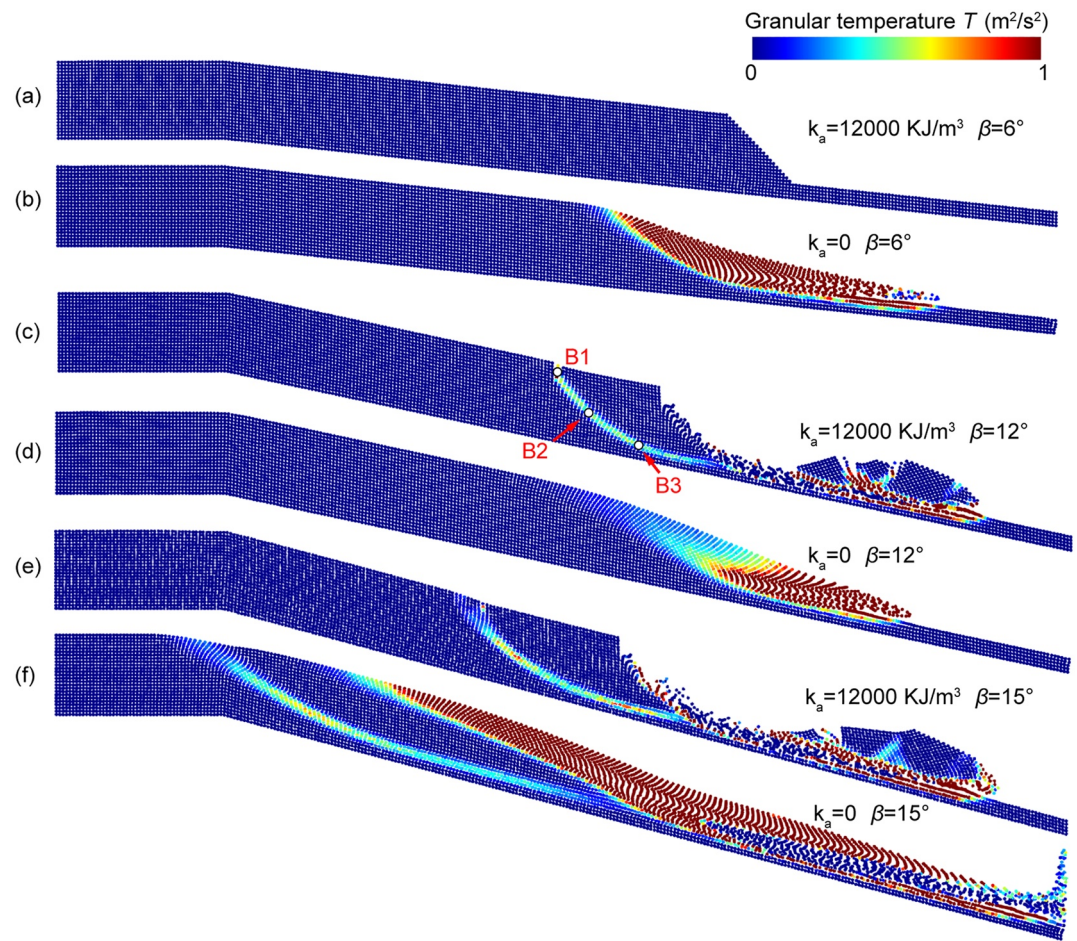 Granular temperature T (m²/s²)
0 1
(a)
kₐ=12000 KJ/m³ β=6°
(b)
kₐ=0 β=6°
(c)
B1
B2
B3
kₐ=12000 KJ/m³ β=12°
(d)
kₐ=0 β=12°
(e)
kₐ=12000 KJ/m³ β=15°
(f)
kₐ=0 β=15°